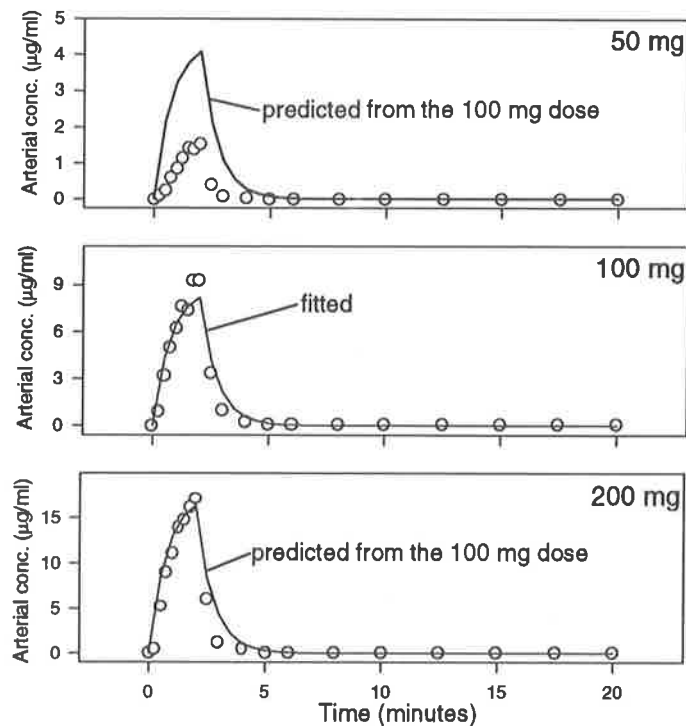 50 mg
Arterial conc. (µg/ml)
5
4
3
2
1
0
predicted from the 100 mg dose
100 mg
Arterial conc. (µg/ml)
9
6
3
0
fitted
200 mg
Arterial conc. (µg/ml)
15
10
5
0
predicted from the 100 mg dose
0 5 10 15 20
Time (minutes)